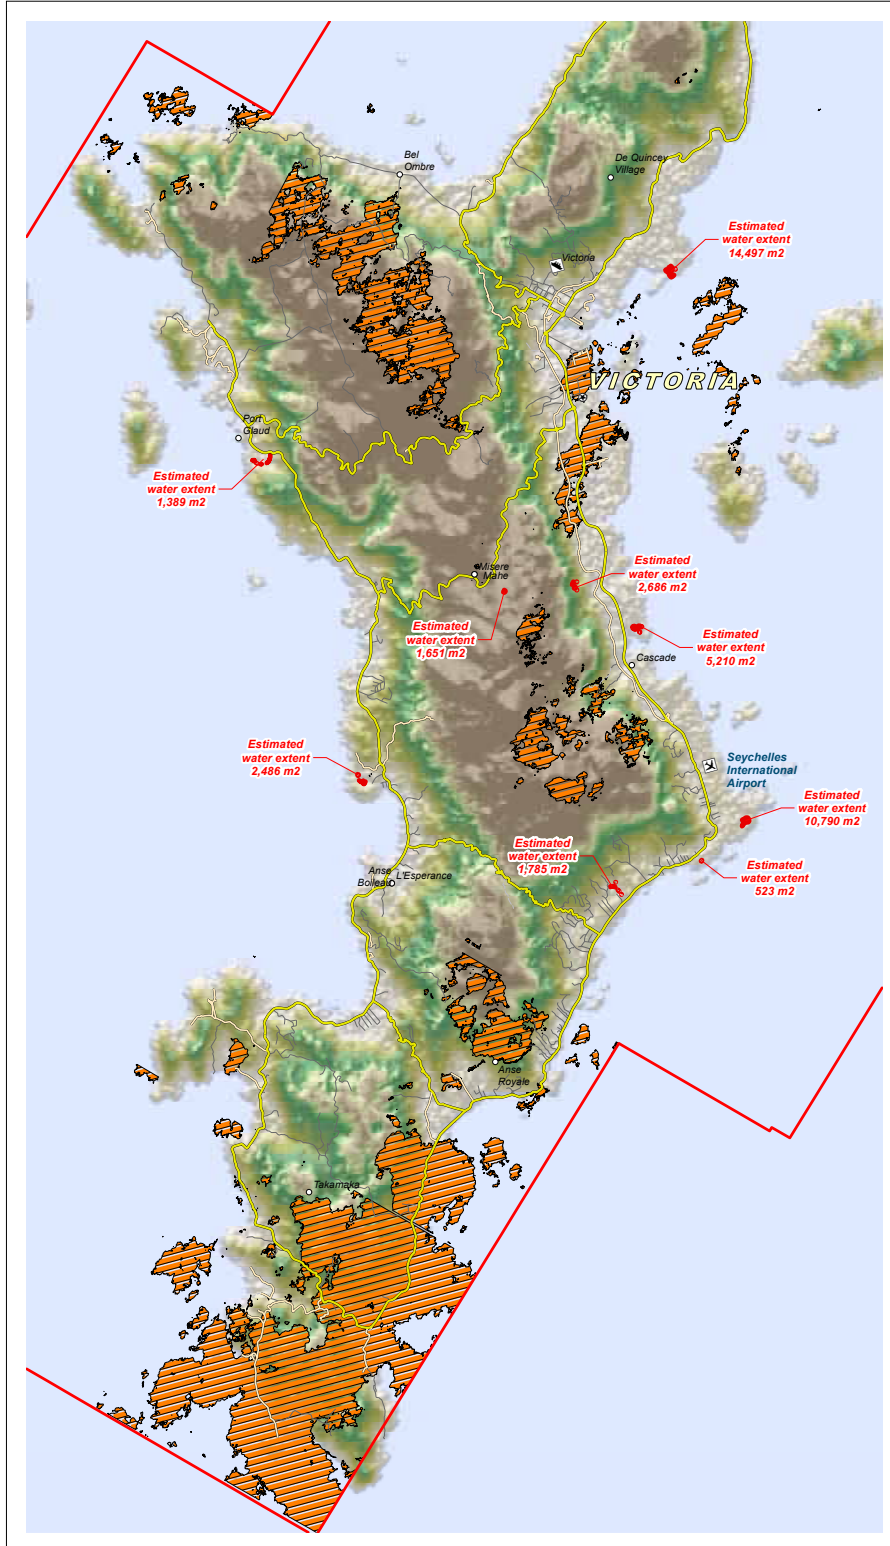 Bel
Ombre
De Quincey
Village
Estimated
water extent
14,497 m2
Victoria
VICTORIA
Port
Glaud
Estimated
water extent
1,389 m2
Misere
Mahe
Estimated
water extent
2,686 m2
Estimated
water extent
1,651 m2
Estimated
water extent
5,210 m2
Cascade
Estimated
water extent
2,486 m2
Seychelles
International
Airport
Estimated
water extent
10,790 m2
Estimated
water extent
1,785 m2
Estimated
water extent
523 m2
Anse
Boileau
L'Esperance
Anse
Royale
Takamaka